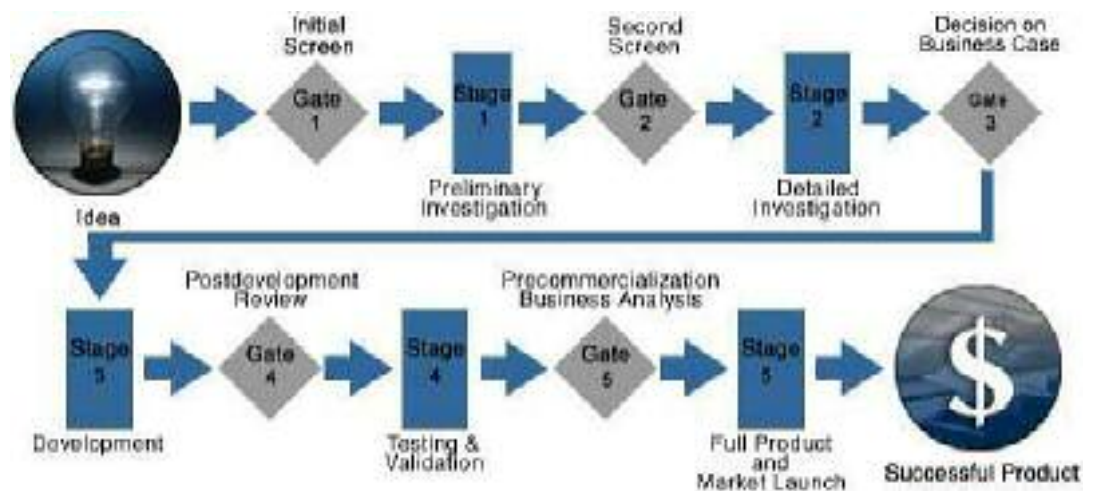 Initial
Screen
Second
Screen
Decision on
Business Case
Gate
1
Stage
1
Gate
2
Stage
2
Gate
3
Preliminary
Investigation
Detailed
Investigation
Idea
Postdevelopment
Review
Precommercialization
Business Analysis
Stage
3
Gate
4
Stage
4
Gate
5
Stage
5
$
Development
Testing &
Validation
Full Product
and
Market Launch
Successful Product